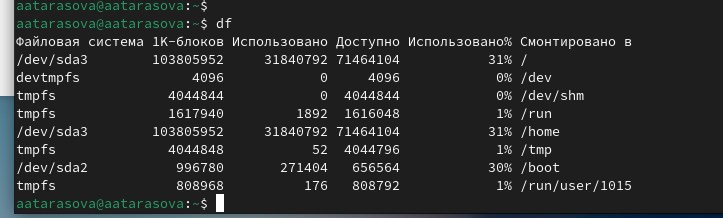 aatarasova@aatarasova:~$
aatarasova@aatarasova:~$ df
Файловая система 1K-блоков Использовано Доступно Использовано% Смонтировано в
/dev/sda3 103805952 31840792 71464104 31% /
devtmpfs 4096 0 4096 0% /dev
tmpfs 4044844 0 4044844 0% /dev/shm
tmpfs 1617940 1892 1616048 1% /run
/dev/sda3 103805952 31840792 71464104 31% /home
tmpfs 4044848 52 4044796 1% /tmp
/dev/sda2 996780 271404 656564 30% /boot
tmpfs 808968 176 808792 1% /run/user/1015
aatarasova@aatarasova:~$